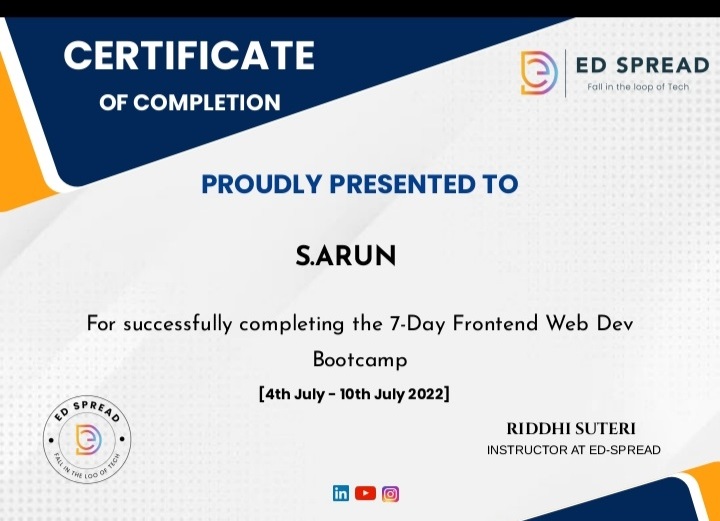 CERTIFICATE
OF COMPLETION
ED SPREAD
Fall in the loop of Tech
PROUDLY PRESENTED TO
S.ARUN
For successfully completing the 7-Day Frontend Web Dev
Bootcamp
[4th July - 10th July 2022]
ED SPREAD
FALL IN THE LOO OF TECH
RIDDHI SUTERI
INSTRUCTOR AT ED-SPREAD
in